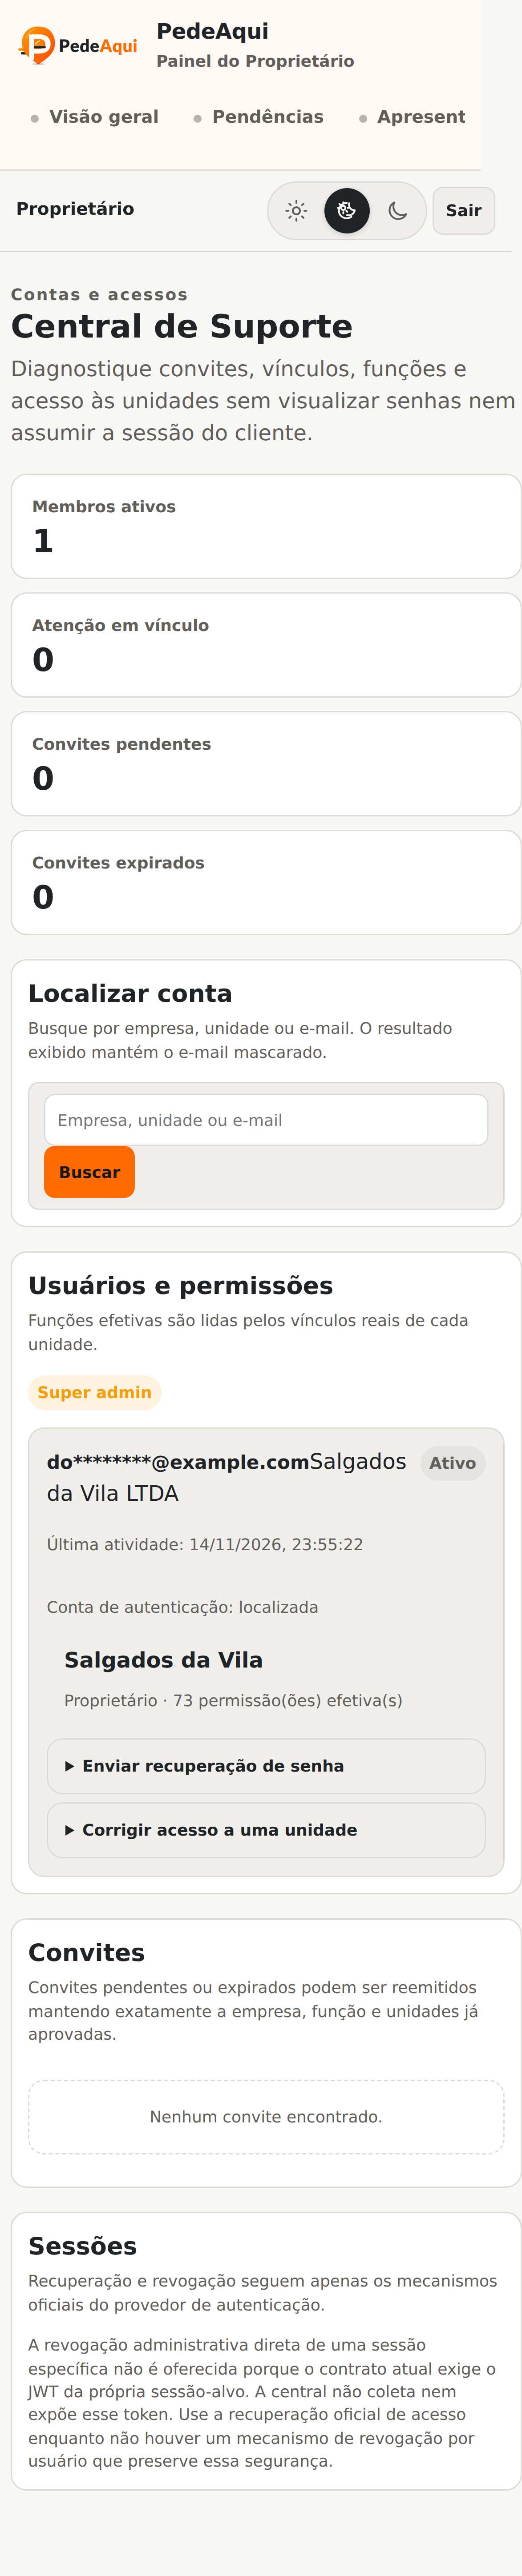 PedeAqui
PedeAqui
Painel do Proprietário
Visão geral
Pendências
Apresent
Proprietário
Sair
Contas e acessos
Central de Suporte
Diagnostique convites, vínculos, funções e
acesso às unidades sem visualizar senhas nem
assumir a sessão do cliente.
Membros ativos
1
Atenção em vínculo
0
Convites pendentes
0
Convites expirados
0
Localizar conta
Busque por empresa, unidade ou e-mail. O resultado
exibido mantém o e-mail mascarado.
Empresa, unidade ou e-mail
Buscar
Usuários e permissões
Funções efetivas são lidas pelos vínculos reais de cada
unidade.
Super admin
do********@example.comSalgados
da Vila LTDA
Ativo
Última atividade: 14/11/2026, 23:55:22
Conta de autenticação: localizada
Salgados da Vila
Proprietário · 73 permissão(ões) efetiva(s)
Enviar recuperação de senha
Corrigir acesso a uma unidade
Convites
Convites pendentes ou expirados podem ser reemitidos
mantendo exatamente a empresa, função e unidades já
aprovadas.
Nenhum convite encontrado.
Sessões
Recuperação e revogação seguem apenas os mecanismos
oficiais do provedor de autenticação.
A revogação administrativa direta de uma sessão
específica não é oferecida porque o contrato atual exige o
JWT da própria sessão-alvo. A central não coleta nem
expõe esse token. Use a recuperação oficial de acesso
enquanto não houver um mecanismo de revogação por
usuário que preserve essa segurança.